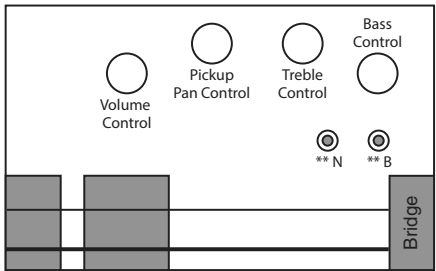 Bass
Control
Pickup
Pan Control
Treble
Control
Volume
Control
** N
** B
Bridge